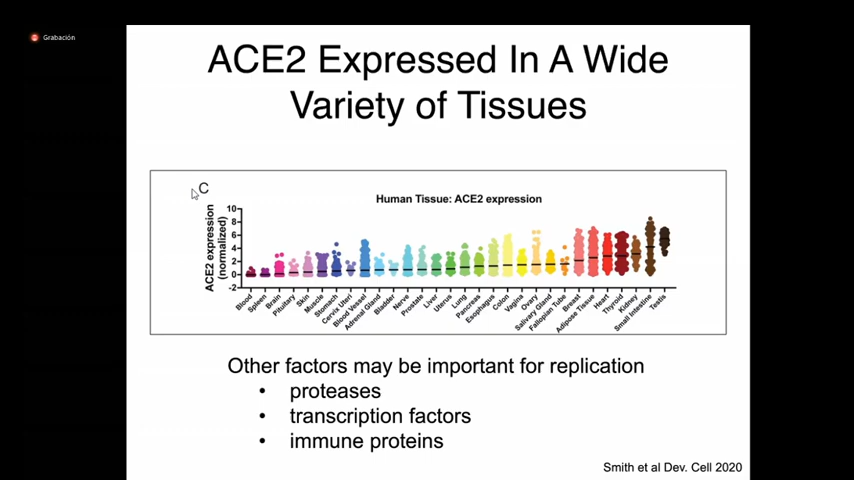 Grabación
ACE2 Expressed In A Wide
Variety of Tissues
C
Human Tissue: ACE2 expression
ACE2 expression
(normalized)
10
8
6
4
2
0
-2
Blood
Spleen
Brain
Pituitary
Skin
Muscle
Stomach
Cervix Uteri
Blood Vessel
Adrenal Gland
Bladder
Nerve
Prostate
Liver
Uterus
Lung
Pancreas
Esophagus
Colon
Vagina
Ovary
Salivary Gland
Fallopian Tube
Breast
Adipose Tissue
Heart
Thyroid
Kidney
Small Intestine
Testis
Other factors may be important for replication
• proteases
• transcription factors
• immune proteins
Smith et al Dev. Cell 2020